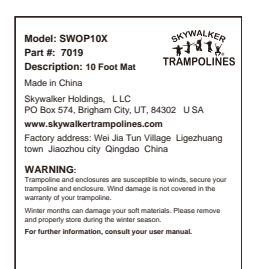 Model: SWOP10X
Part #: 7019
Description: 10 Foot Mat
SKYWALKER
TRAMPOLINES
Made in China
Skywalker Holdings, L LC
PO Box 574, Brigham City, UT, 84302 U SA
www.skywalkertrampolines.com
Factory address: Wei Jia Tun Village Ligezhuang
town Jiaozhou city Qingdao China
WARNING:
Trampoline and enclosures are susceptible to winds, secure your
trampoline and enclosure. Wind damage is not covered in the
warranty of your trampoline.
Winter months can damage your soft materials. Please remove
and properly store during the winter season.
For further information, consult your user manual.